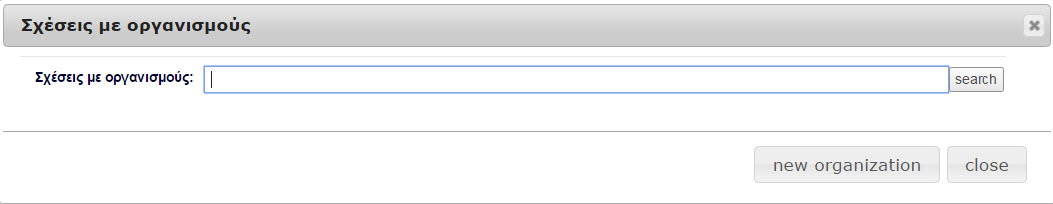 Σχέσεις με οργανισμούς
Σχέσεις με οργανισμούς: search
new organization close